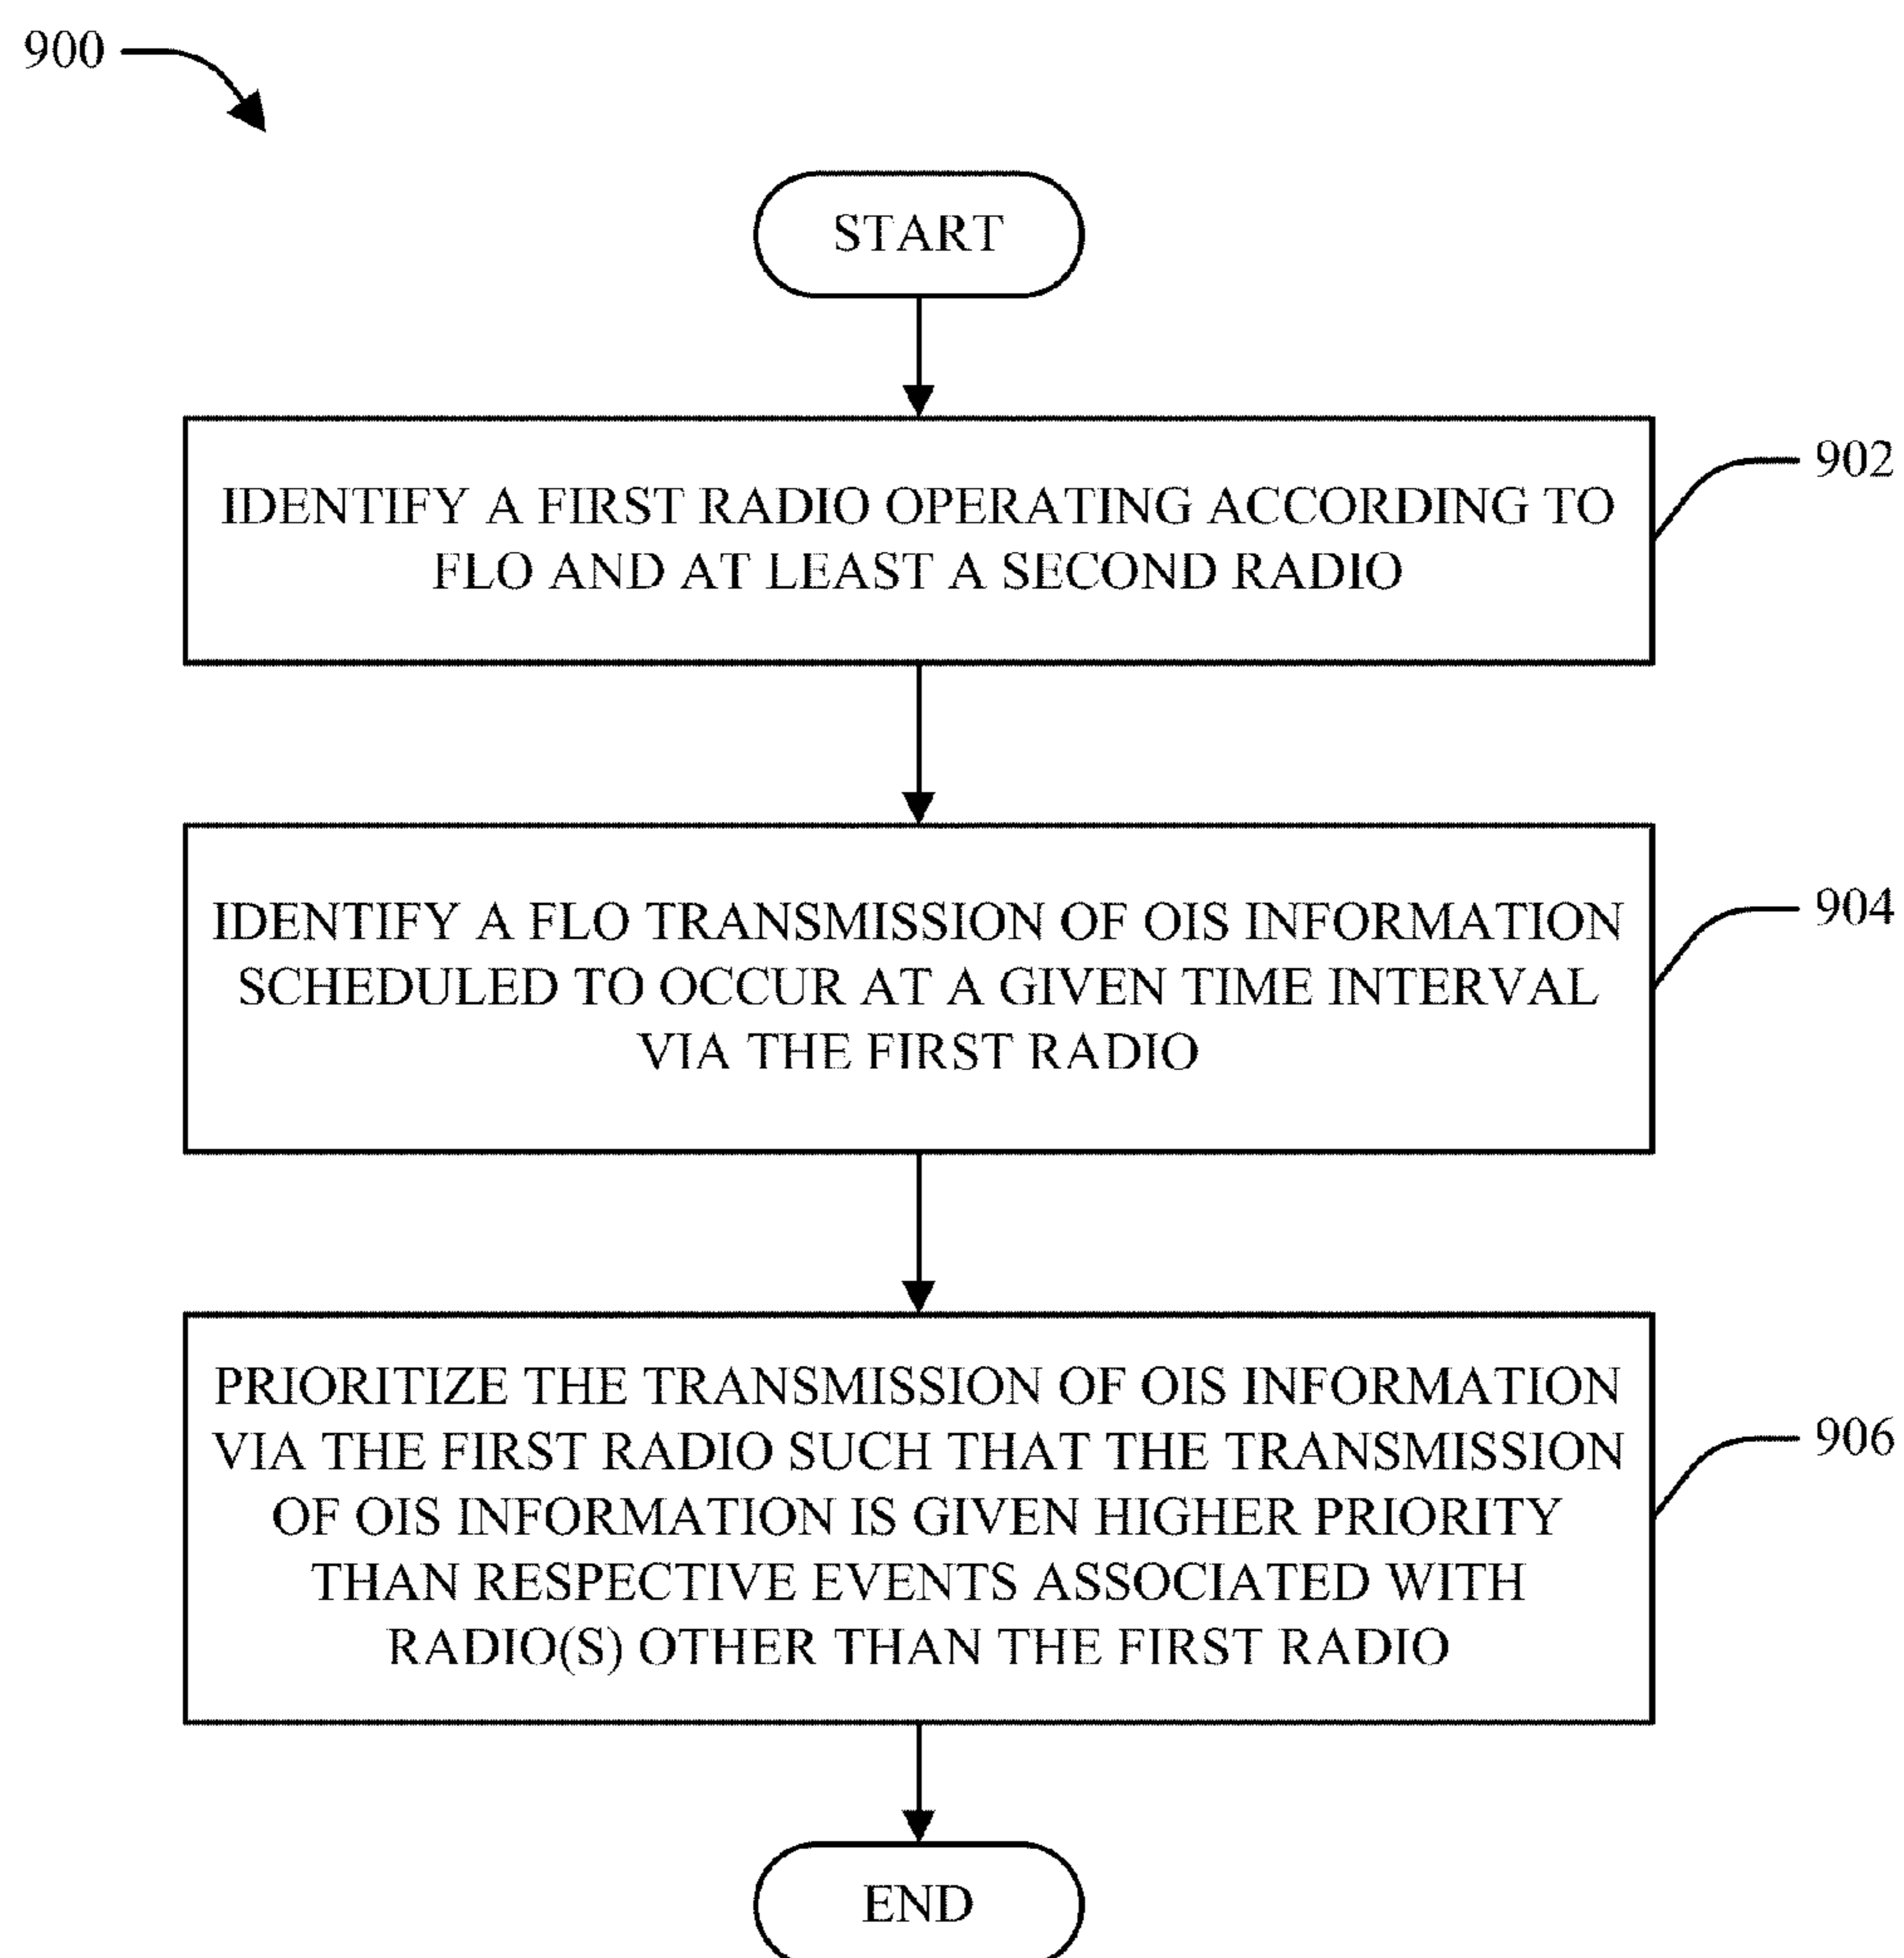 900
START
IDENTIFY A FIRST RADIO OPERATING ACCORDING TO
FLO AND AT LEAST A SECOND RADIO
902
IDENTIFY A FLO TRANSMISSION OF OIS INFORMATION
SCHEDULED TO OCCUR AT A GIVEN TIME INTERVAL
VIA THE FIRST RADIO
904
PRIORITIZE THE TRANSMISSION OF OIS INFORMATION
VIA THE FIRST RADIO SUCH THAT THE TRANSMISSION
OF OIS INFORMATION IS GIVEN HIGHER PRIORITY
THAN RESPECTIVE EVENTS ASSOCIATED WITH
RADIO(S) OTHER THAN THE FIRST RADIO
906
END